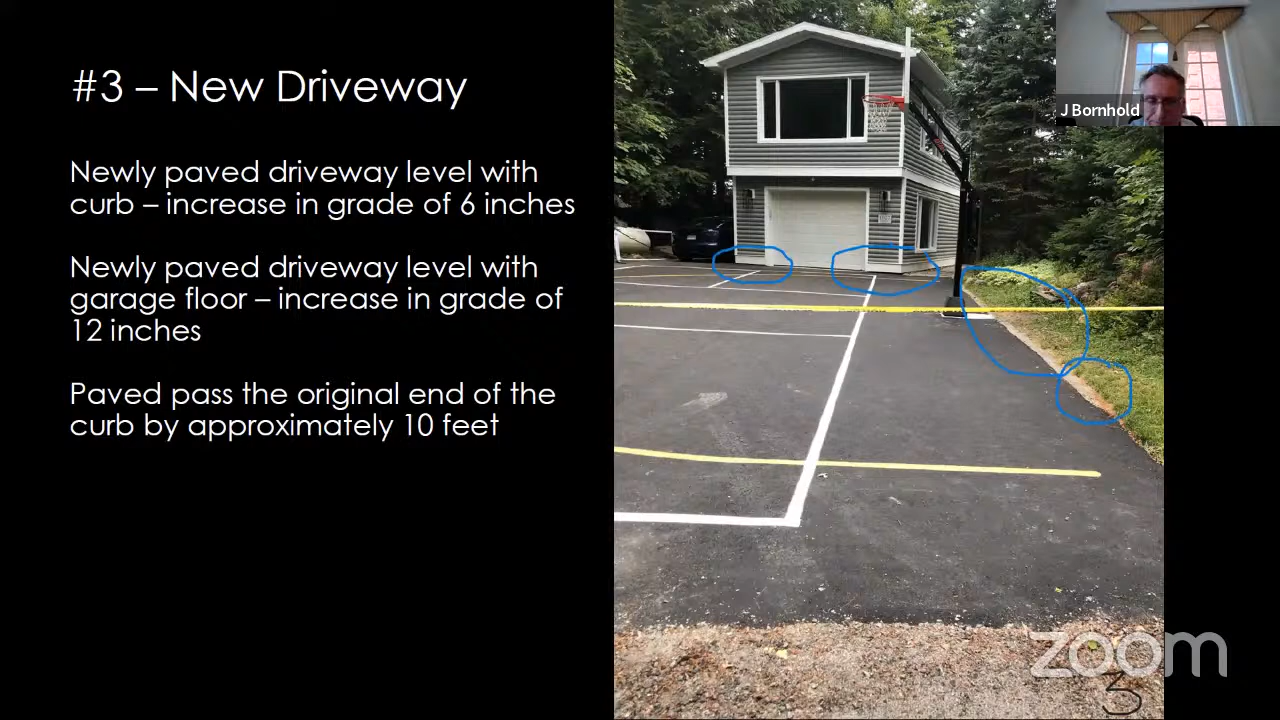 #3 – New Driveway
J Bornhold
Newly paved driveway level with
curb – increase in grade of 6 inches
Newly paved driveway level with
garage floor – increase in grade of
12 inches
Paved pass the original end of the
curb by approximately 10 feet
zoom
3